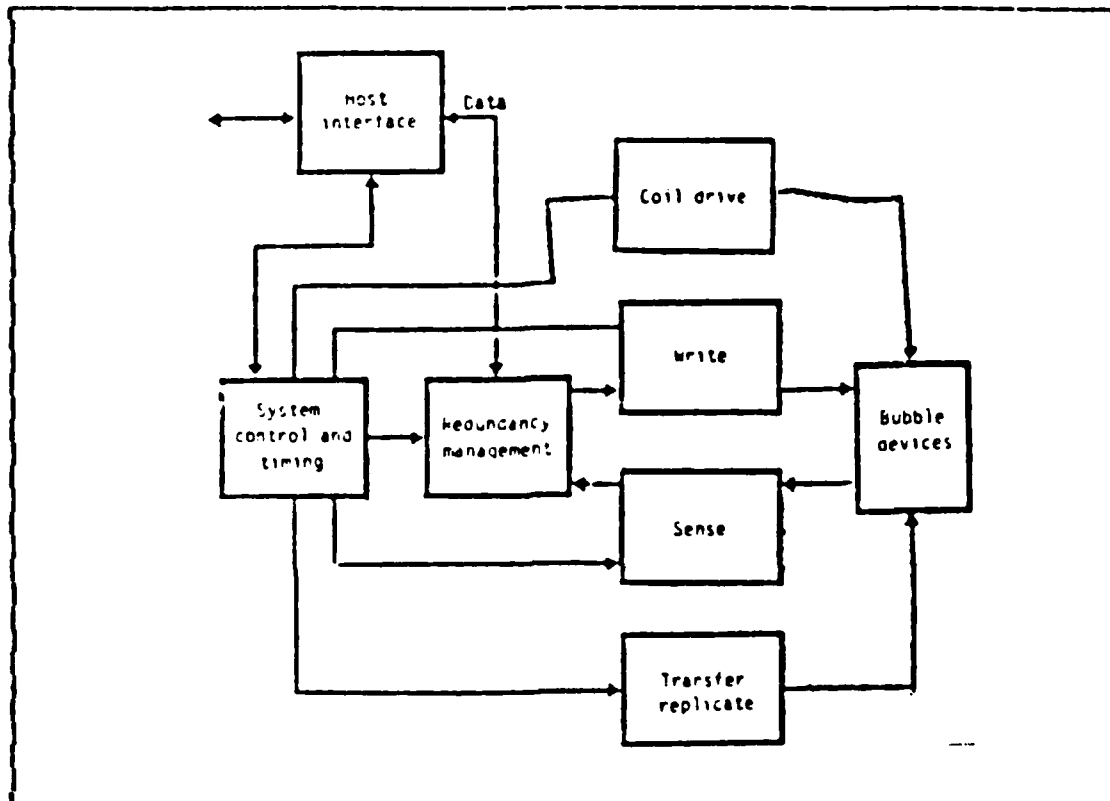 Host
interface
Data
Coil drive
Write
System
control and
timing
Redundancy
management
Bubble
devices
Sense
Transfer
replicate